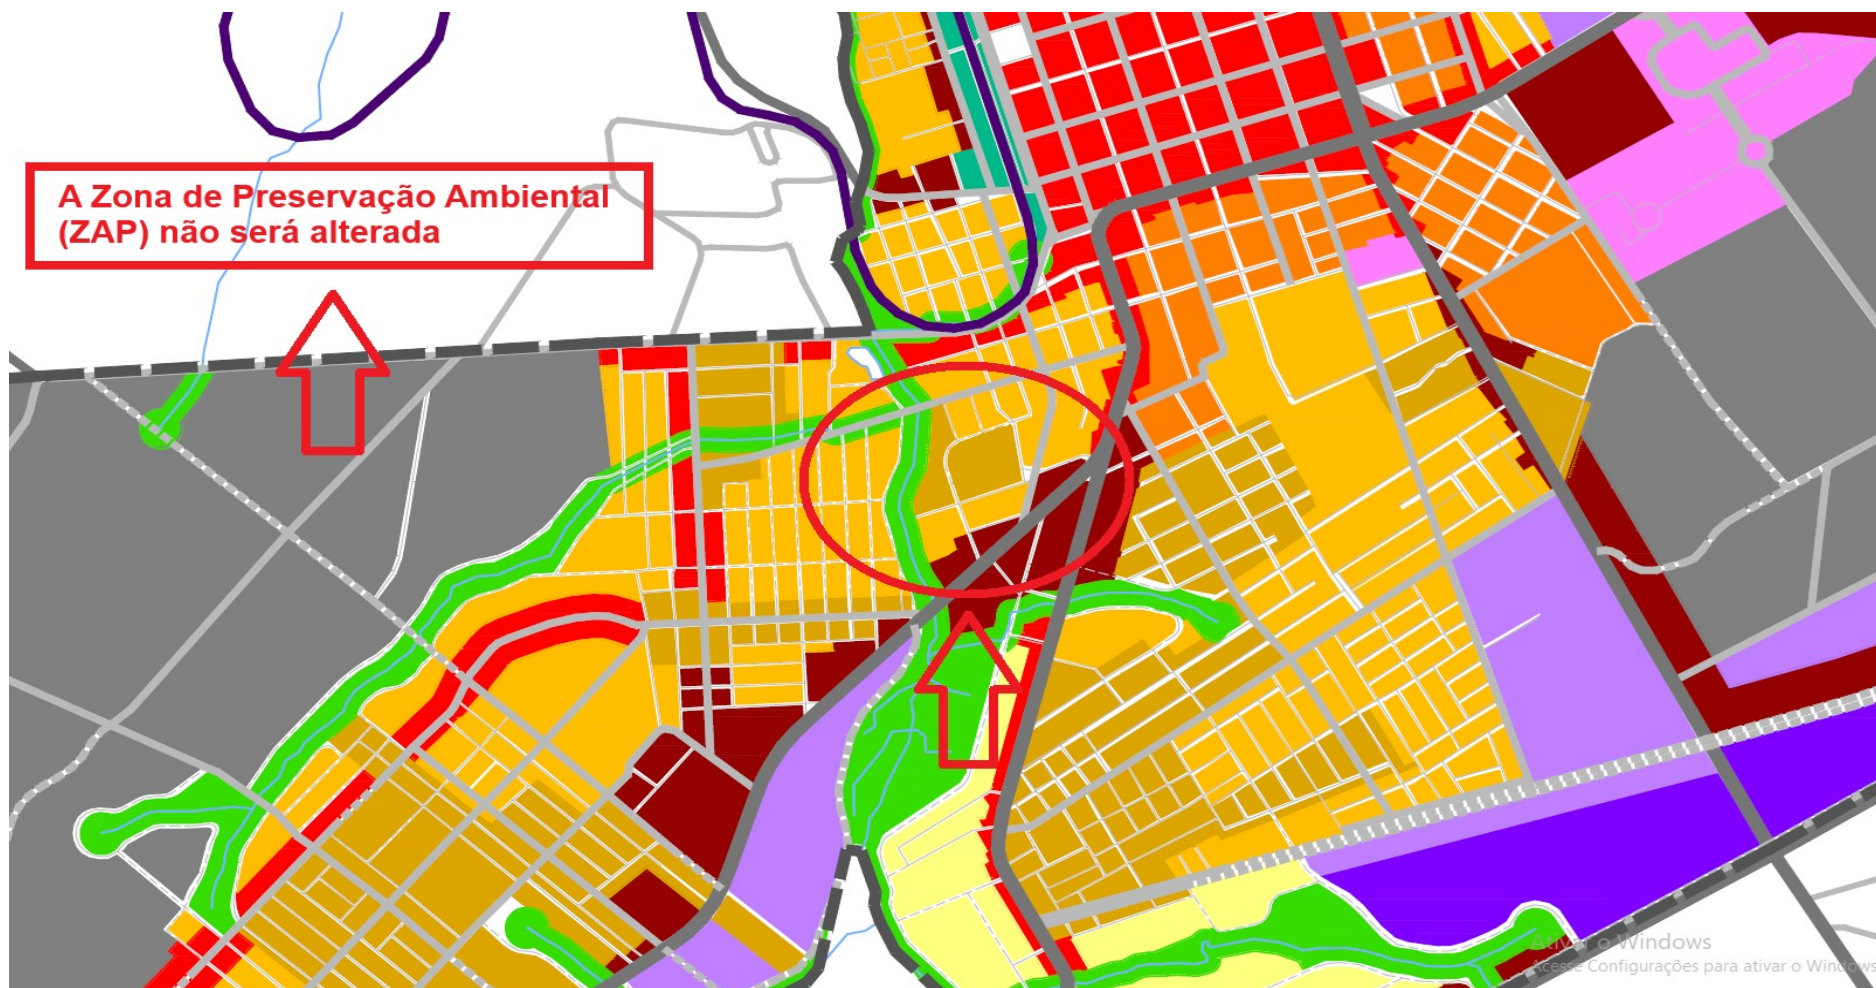 A Zona de Preservação Ambiental
(ZAP) não será alterada
Ativar o Windows
Acesse Configurações para ativar o Windows